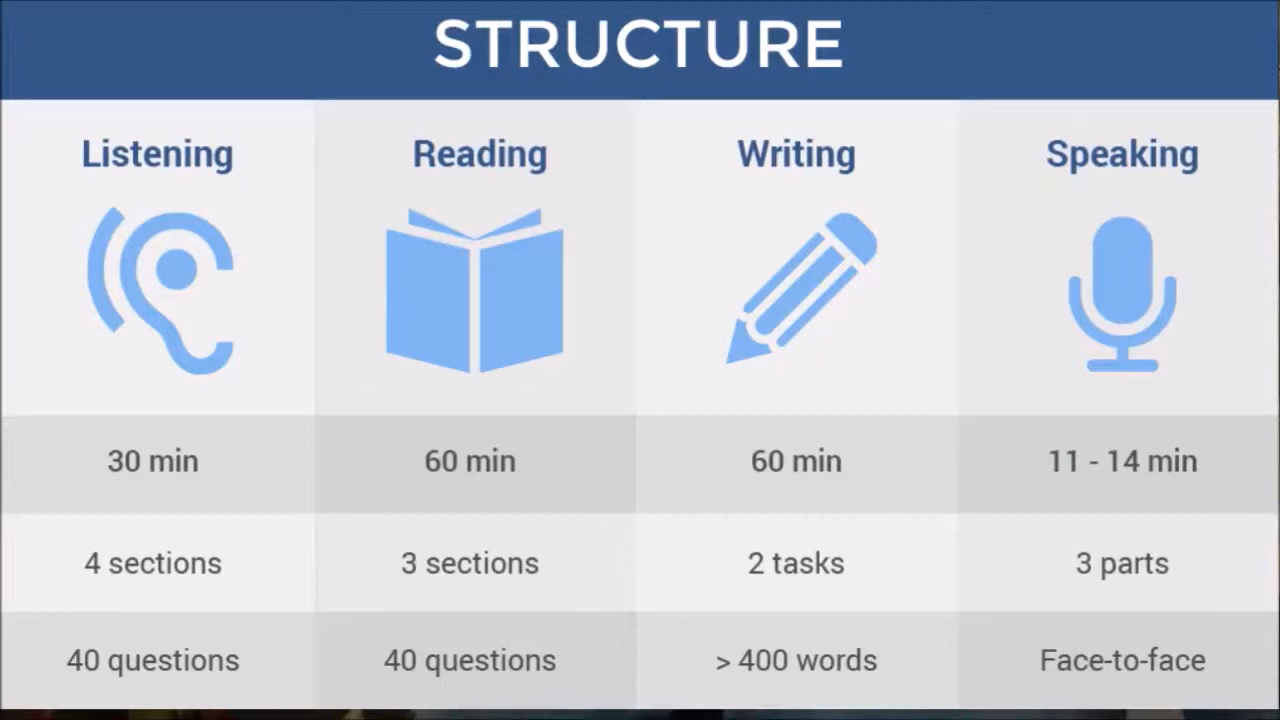 STRUCTURE
Listening Reading Writing Speaking
30 min 60 min 60 min 11 - 14 min
4 sections 3 sections 2 tasks 3 parts
40 questions 40 questions > 400 words Face-to-face